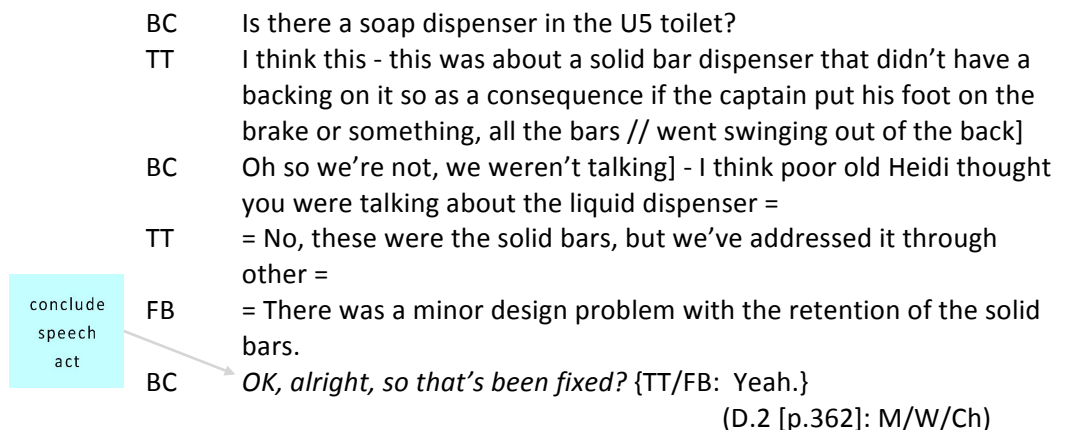 BC Is there a soap dispenser in the U5 toilet?
TT I think this - this was about a solid bar dispenser that didn’t have a
backing on it so as a consequence if the captain put his foot on the
brake or something, all the bars // went swinging out of the back]
BC Oh so we’re not, we weren’t talking] - I think poor old Heidi thought
you were talking about the liquid dispenser =
TT = No, these were the solid bars, but we’ve addressed it through
other =
FB = There was a minor design problem with the retention of the solid
bars.
conclude
speech
act
BC OK, alright, so that’s been fixed? {TT/FB: Yeah.}
(D.2 [p.362]: M/W/Ch)